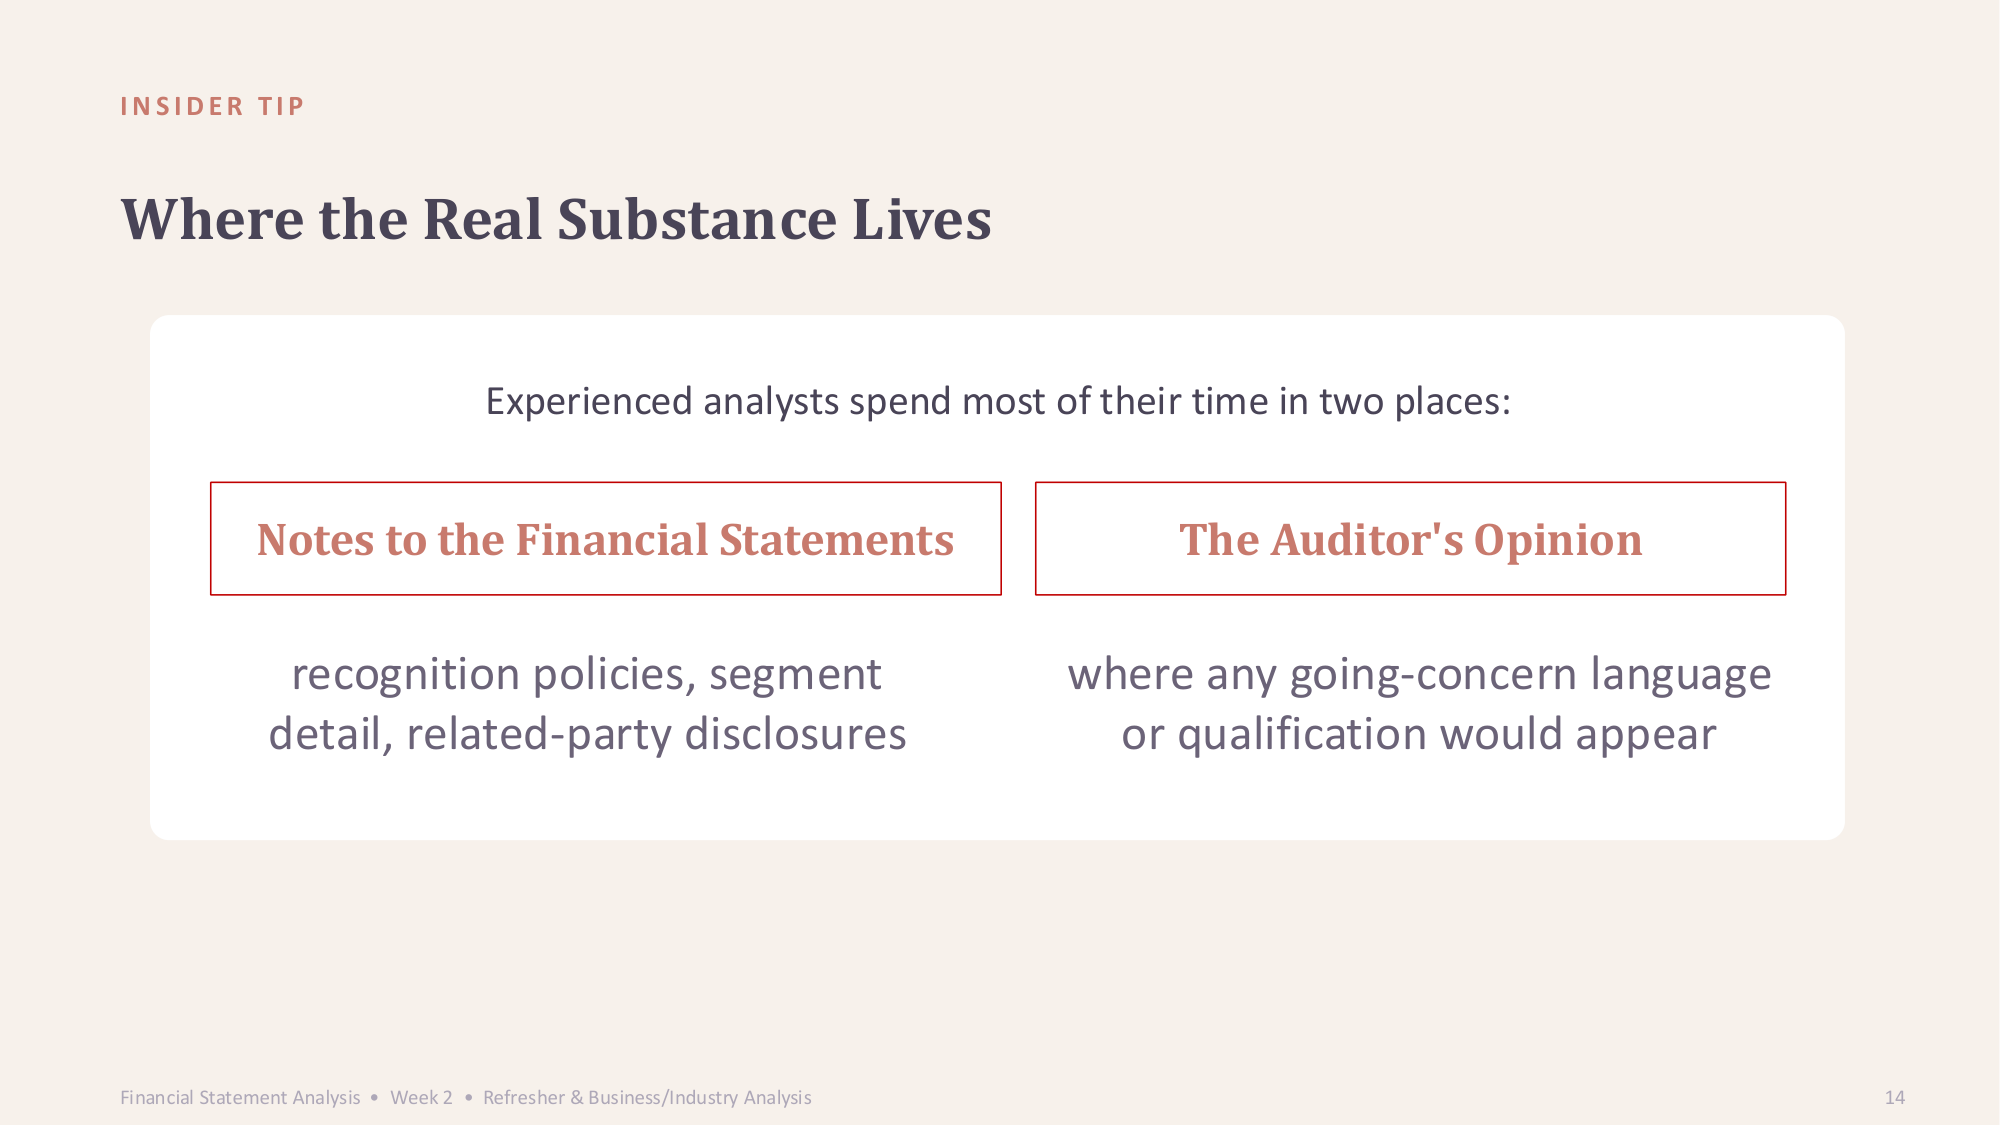 INSIDER TIP
Where the Real Substance Lives
Experienced analysts spend most of their time in two places:
Notes to the Financial Statements
recognition policies, segment
detail, related-party disclosures
The Auditor's Opinion
where any going-concern language
or qualification would appear
Financial Statement Analysis • Week 2 • Refresher & Business/Industry Analysis
14